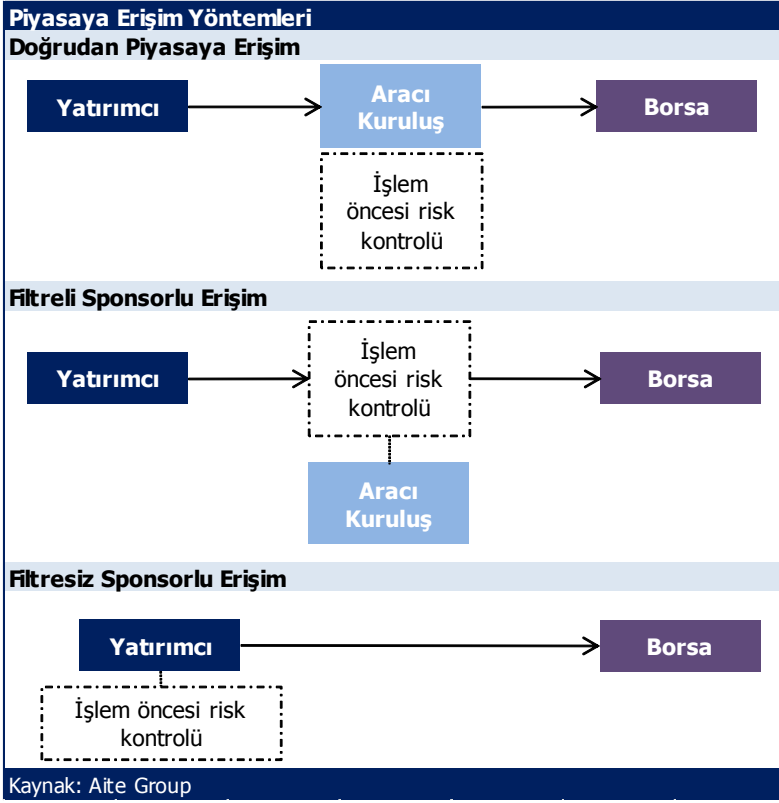 Piyasaya Erişim Yöntemleri
Doğrudan Piyasaya Erişim
Yatırımcı
Aracı
Kuruluş
Borsa
İşlem
öncesi risk
kontrolü
Filtreli Sponsorlu Erişim
Yatırımcı
İşlem
öncesi risk
kontrolü
Borsa
Aracı
Kuruluş
Filtresiz Sponsorlu Erişim
Yatırımcı
Borsa
İşlem öncesi risk
kontrolü
Kaynak: Aite Group